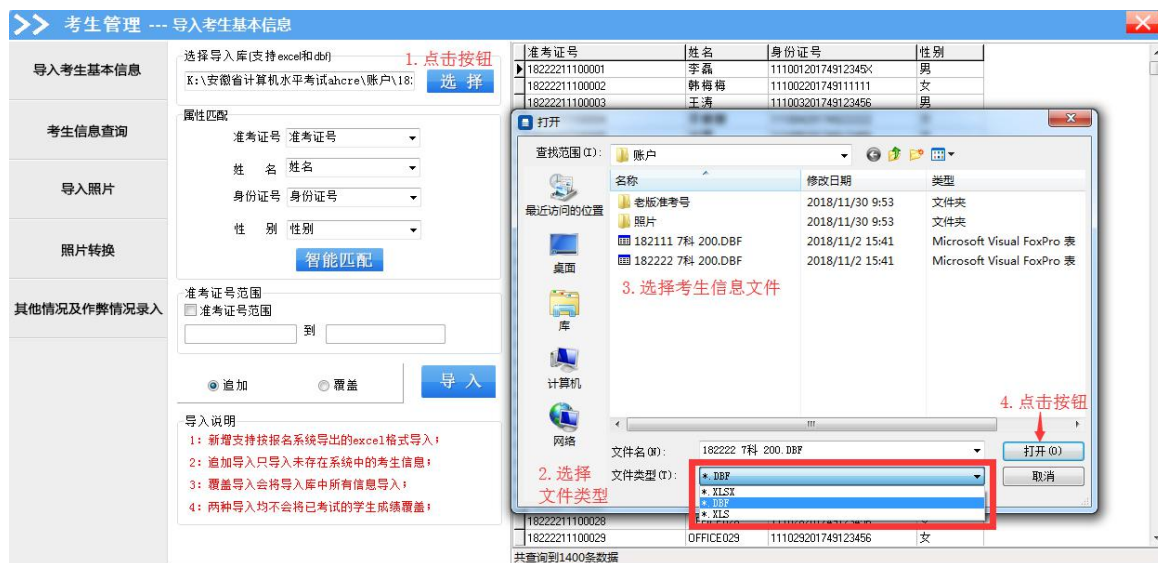 >> 考生管理 --- 导入考生基本信息
导入考生基本信息
考生信息查询
导入照片
照片转换
其他情况及作弊情况录入
选择导入库(支持excel和dbf)
1. 点击按钮
K:\安徽省计算机水平考试ahcre\账户\18:
选 择
属性匹配
准考证号 准考证号
姓 名 姓名
身份证号 身份证号
性 别 性别
智能匹配
准考证号范围
准考证号范围
到
追加 覆盖
导 入
导入说明
1: 新增支持按报名系统导出的excel格式导入;
2: 追加导入只导入未存在系统中的考生信息;
3: 覆盖导入会将导入库中所有信息导入;
4: 两种导入均不会将已考试的学生成绩覆盖;
准考证号 姓名 身份证号 性别
18222211100001 李磊 11100120174912345X 男
18222211100002 韩梅梅 111002201749111111 女
18222211100003 王涛 111003201749123456 男
打开
查找范围(I): 账户
最近访问的位置
桌面
库
计算机
网络
名称 修改日期 类型
老版准考号 2018/11/30 9:53 文件夹
照片 2018/11/30 9:53 文件夹
182111 7科 200.DBF 2018/11/2 15:41 Microsoft Visual FoxPro 表
182222 7科 200.DBF 2018/11/2 15:41 Microsoft Visual FoxPro 表
3. 选择考生信息文件
4. 点击按钮
文件名(N): 182222 7科 200.DBF 打开(O)
2. 选择
文件类型
文件类型(T): *.DBF 取消
*.XLSX
*.DBF
*.XLS
18222211100028
18222211100029 OFFICE029 111029201749123456 女
共查询到1400条数据